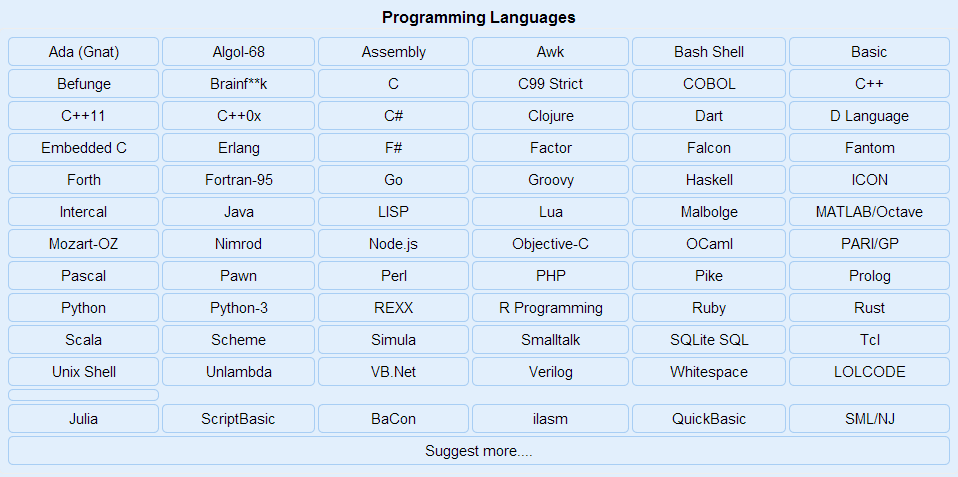 Programming Languages
Ada (Gnat) Algol-68 Assembly Awk Bash Shell Basic
Befunge Brainf**k C C99 Strict COBOL C++
C++11 C++0x C# Clojure Dart D Language
Embedded C Erlang F# Factor Falcon Fantom
Forth Fortran-95 Go Groovy Haskell ICON
Intercal Java LISP Lua Malbolge MATLAB/Octave
Mozart-OZ Nimrod Node.js Objective-C OCaml PARI/GP
Pascal Pawn Perl PHP Pike Prolog
Python Python-3 REXX R Programming Ruby Rust
Scala Scheme Simula Smalltalk SQLite SQL Tcl
Unix Shell Unlambda VB.Net Verilog Whitespace LOLCODE
Julia ScriptBasic BaCon ilasm QuickBasic SML/NJ
Suggest more....